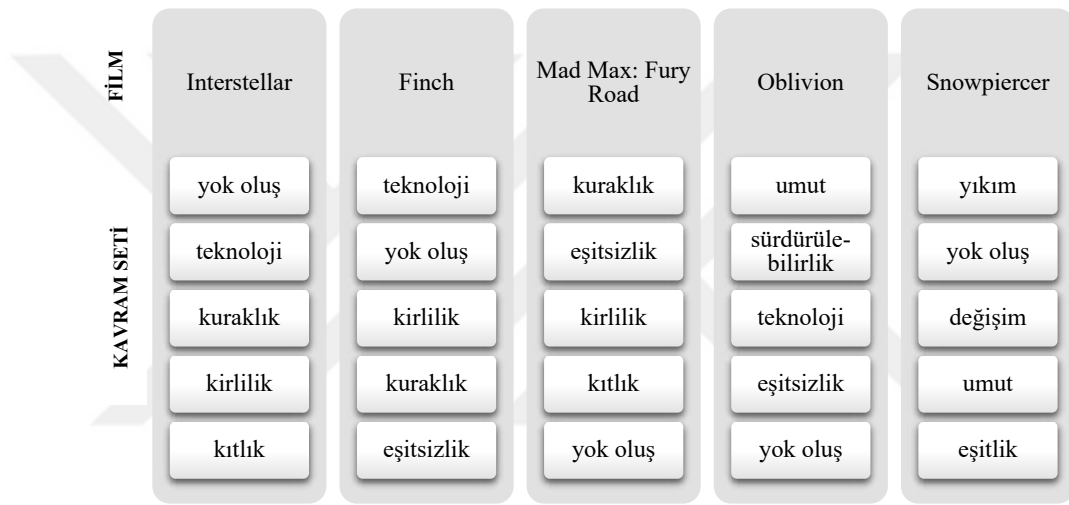 FİLM
Interstellar
Finch
Mad Max: Fury
Road
Oblivion
Snowpiercer
KAVRAM SETİ
yok oluş
teknoloji
kuraklık
umut
yıkım
teknoloji
yok oluş
eşitsizlik
sürdürüle-
bilirlik
yok oluş
kuraklık
kirlilik
kirlilik
teknoloji
değişim
kirlilik
kuraklık
kıtlık
eşitsizlik
umut
kıtlık
eşitsizlik
yok oluş
yok oluş
eşitlik